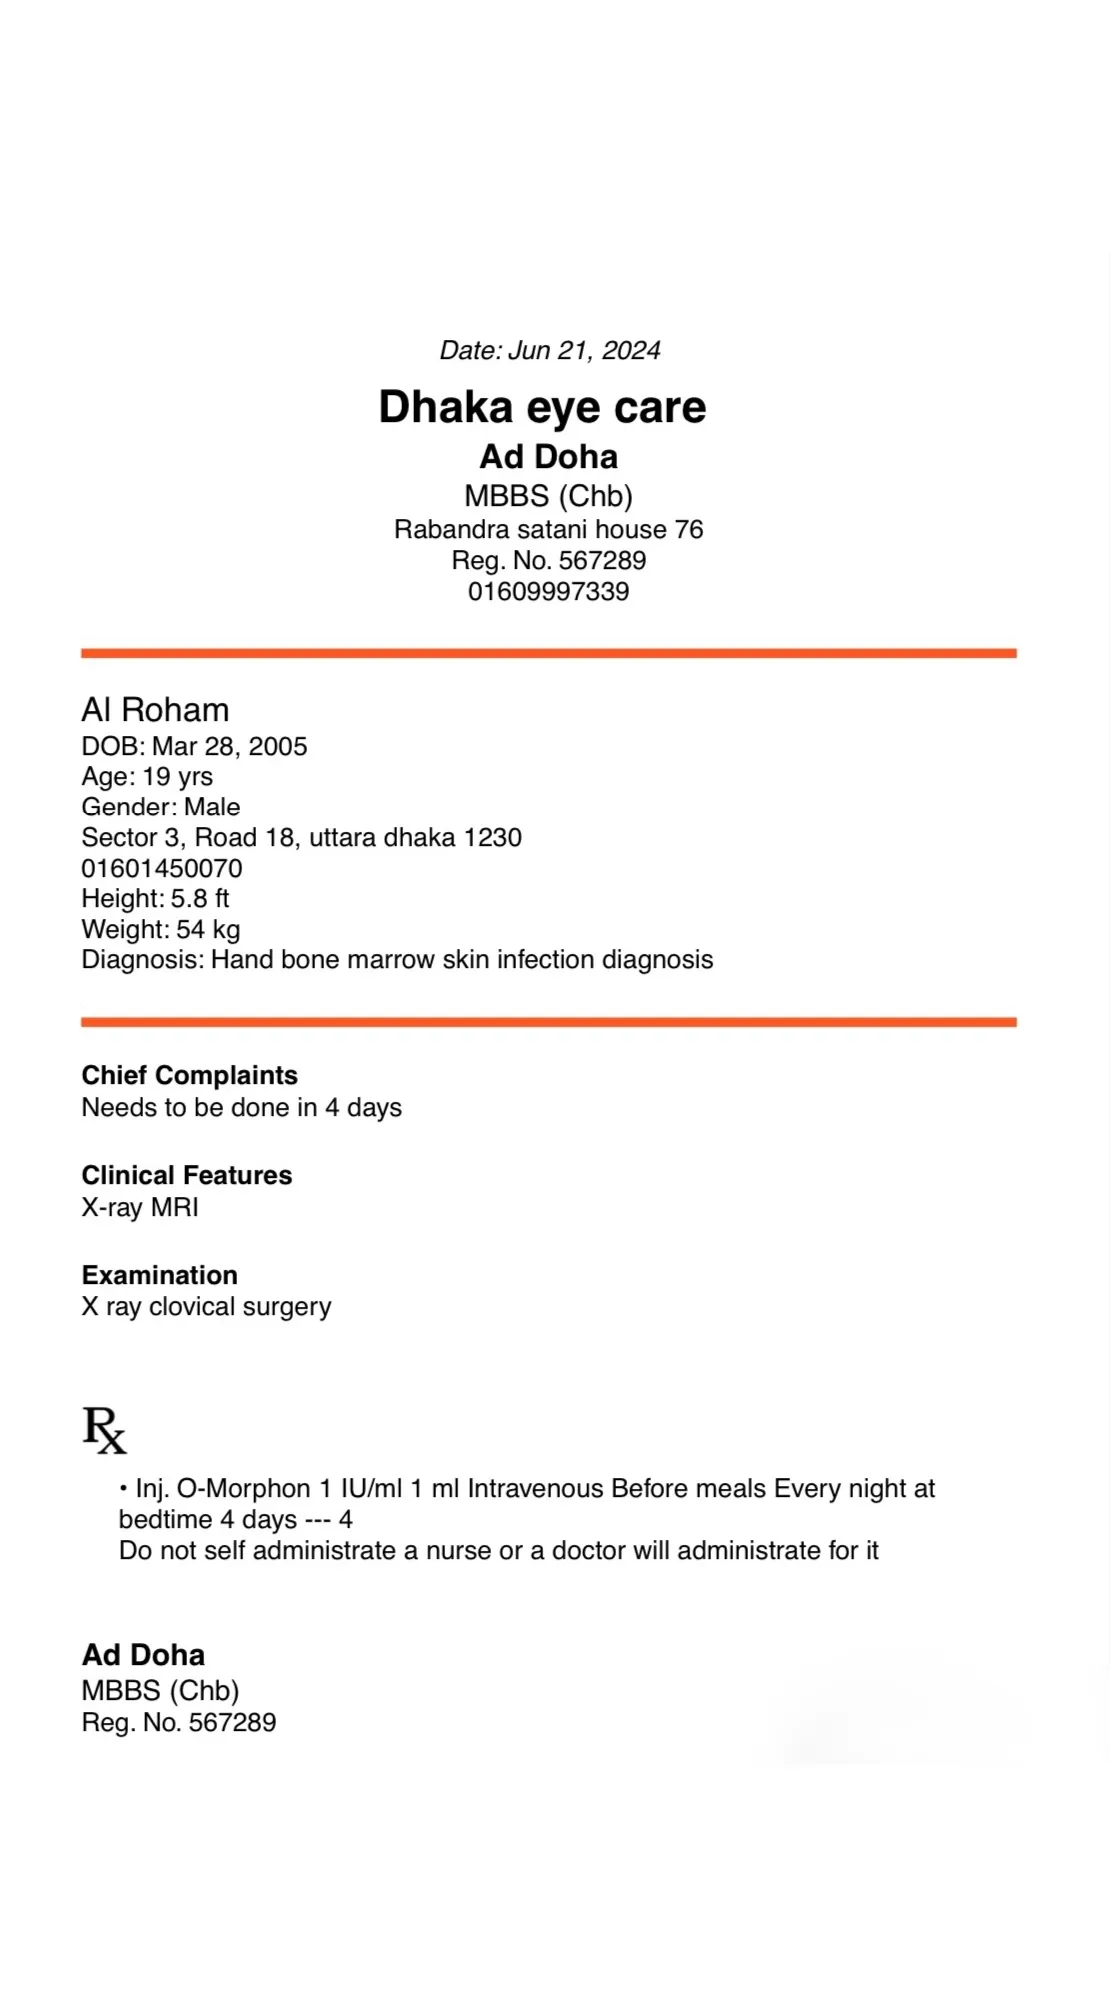 Date: Jun 21, 2024
Dhaka eye care
Ad Doha
MBBS (Chb)
Rabandra satani house 76
Reg. No. 567289
01609997339
Al Roham
DOB: Mar 28, 2005
Age: 19 yrs
Gender: Male
Sector 3, Road 18, uttara dhaka 1230
01601450070
Height: 5.8 ft
Weight: 54 kg
Diagnosis: Hand bone marrow skin infection diagnosis
Chief Complaints
Needs to be done in 4 days
Clinical Features
X-ray MRI
Examination
X ray clovical surgery
Rx
• Inj. O-Morphon 1 IU/ml 1 ml Intravenous Before meals Every night at
bedtime 4 days --- 4
Do not self administrate a nurse or a doctor will administrate for it
Ad Doha
MBBS (Chb)
Reg. No. 567289